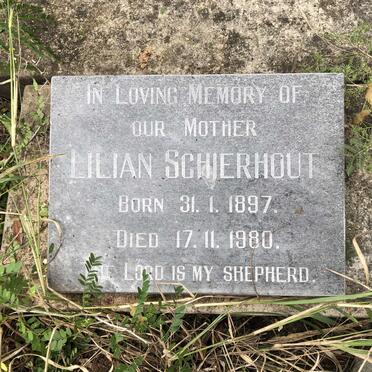 In Loving Memory of
our Mother
Lilian Schierhout
Born 31. 1. 1897.
Died 17. 11. 1980.
The Lord is my shepherd.